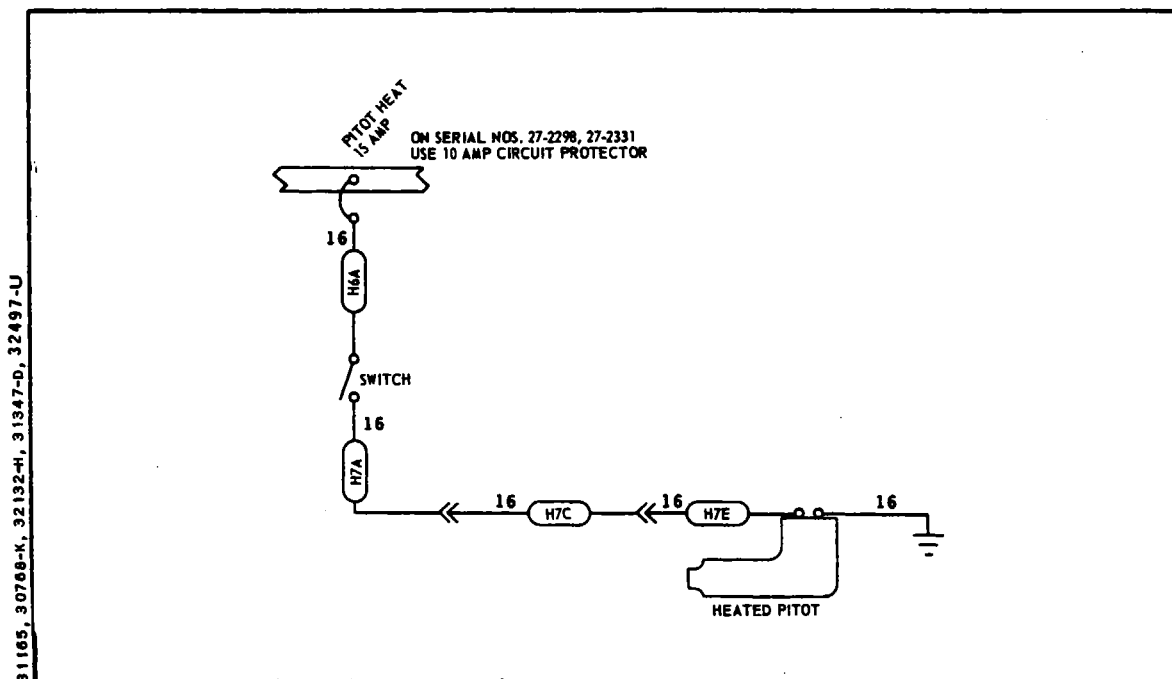 PITOT HEAT
15 AMP
ON SERIAL NOS. 27-2298, 27-2331
USE 10 AMP CIRCUIT PROTECTOR
16
H6A
SWITCH
16
H7A
16
H7C
16
H7E
16
HEATED PITOT
31165, 30768-K, 32132-H, 31347-D, 32497-U